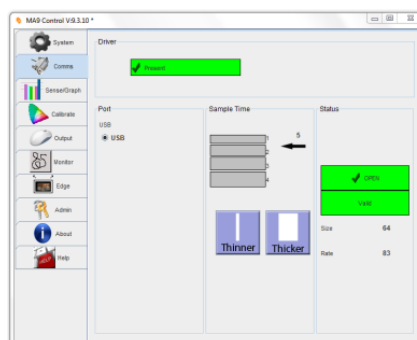 MA9 Control V:9.3.10 *
System
Comms
Sense/Graph
Calibrate
Output
Monitor
Edge
Admin
About
Help
Driver
Present
Port
USB
USB
Sample Time
1
2
3
4
5
Thinner
Thicker
Status
OPEN
Valid
Size 64
Rate 83